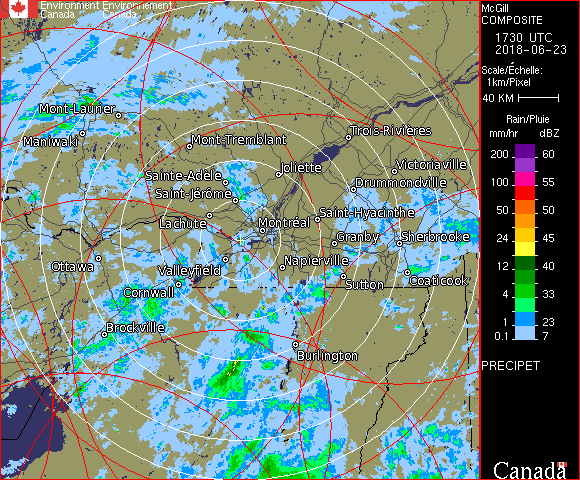 Environment Environnement
Canada Canada
Mont-Laurier
Maniwaki
Mont-Tremblant
Trois-Rivières
Sainte-Adèle
Joliette
Victoriaville
Saint-Jérôme
Drummondville
Lachute
Montréal
Saint-Hyacinthe
Granby
Sherbrooke
Ottawa
Valleyfield
Napierville
Cornwall
Sutton
Coaticook
Brockville
Burlington
McGill
COMPOSITE
1730 UTC
2018-06-23
Scale/Échelle:
1km/Pixel
40 KM
Rain/Pluie
mm/hr dBZ
200 60
100 55
50 50
24 45
12 40
4 33
1 23
0.1 7
PRECIPET
Canada